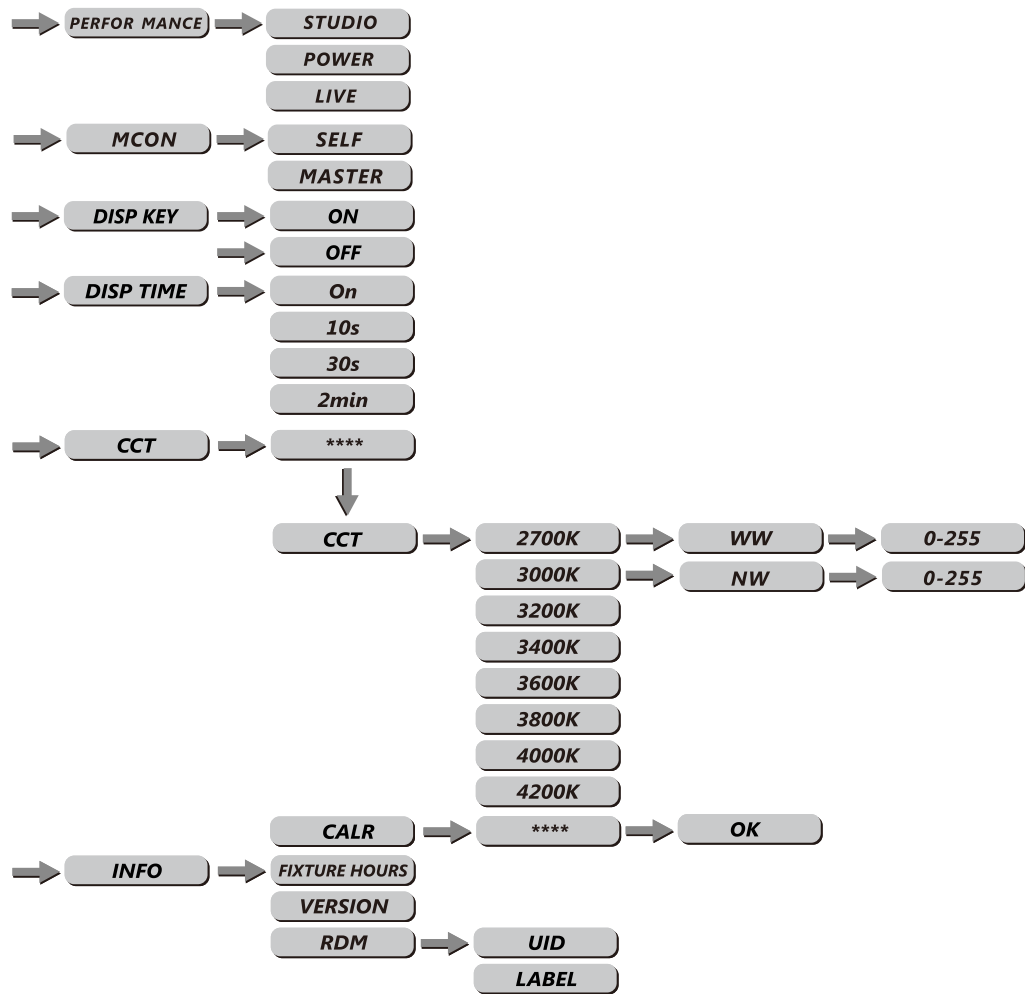 PERFOR MANCE STUDIO
POWER
LIVE
MCON SELF
MASTER
DISP KEY ON
OFF
DISP TIME On
10s
30s
2min
CCT ****
CCT 2700K WW 0-255
3000K NW 0-255
3200K
3400K
3600K
3800K
4000K
4200K
CALR **** OK
INFO FIXTURE HOURS
VERSION
RDM UID
LABEL